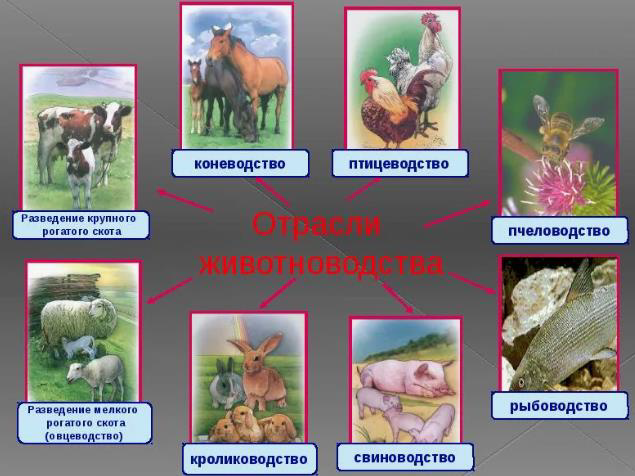 коневодство
птицеводство
Разведение крупного
рогатого скота
Отрасли
животноводства
пчеловодство
Разведение мелкого
рогатого скота
(овцеводство)
кролиководство
свиноводство
рыбоводство